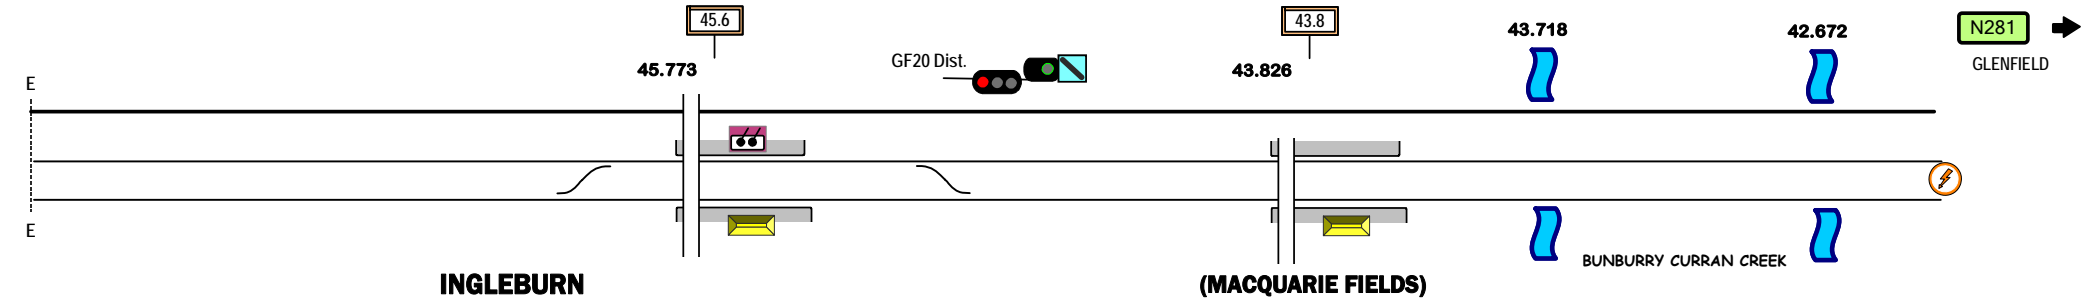 45.6
43.8
N281
43.718
42.672
GF20 Dist.
45.773
43.826
GLENFIELD
E
E
BUNBURRY CURRAN CREEK
INGLEBURN
(MACQUARIE FIELDS)